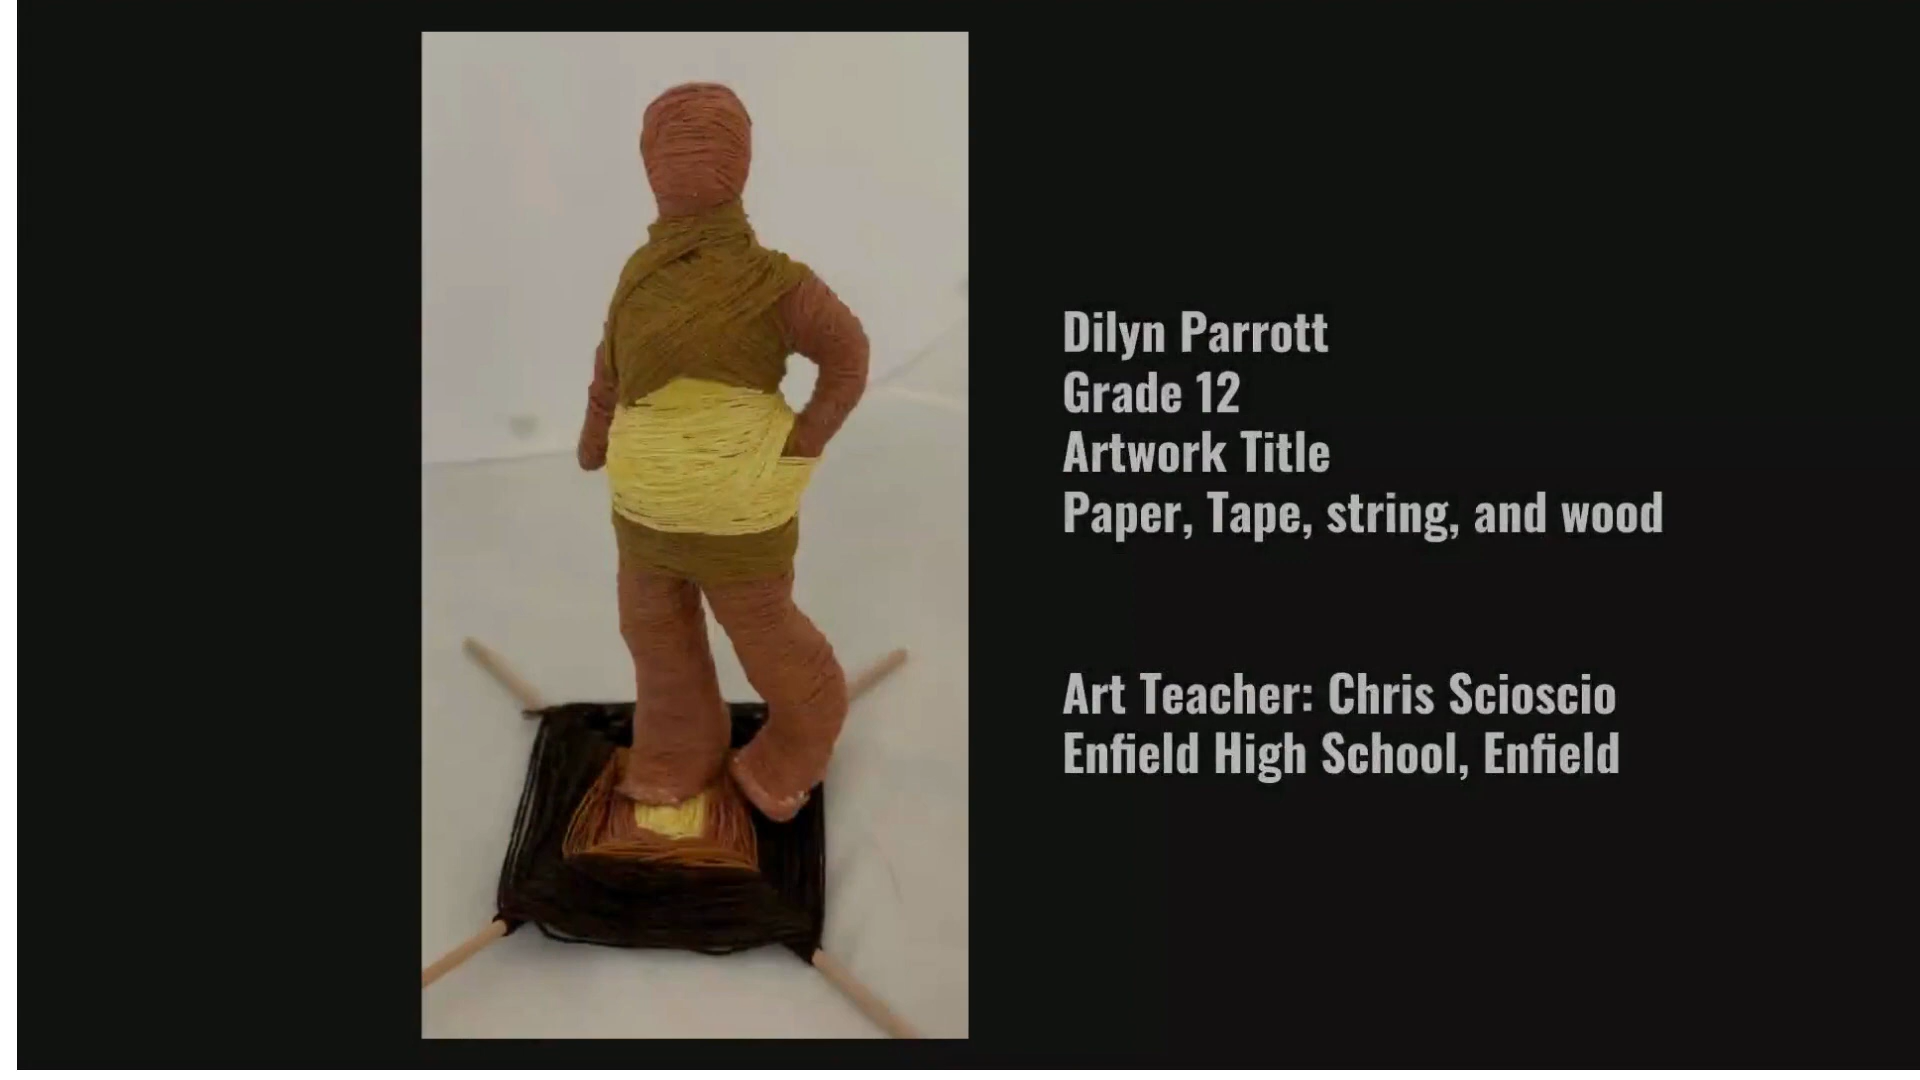 Dilyn Parrott
Grade 12
Artwork Title
Paper, Tape, string, and wood
Art Teacher: Chris Scioscio
Enfield High School, Enfield